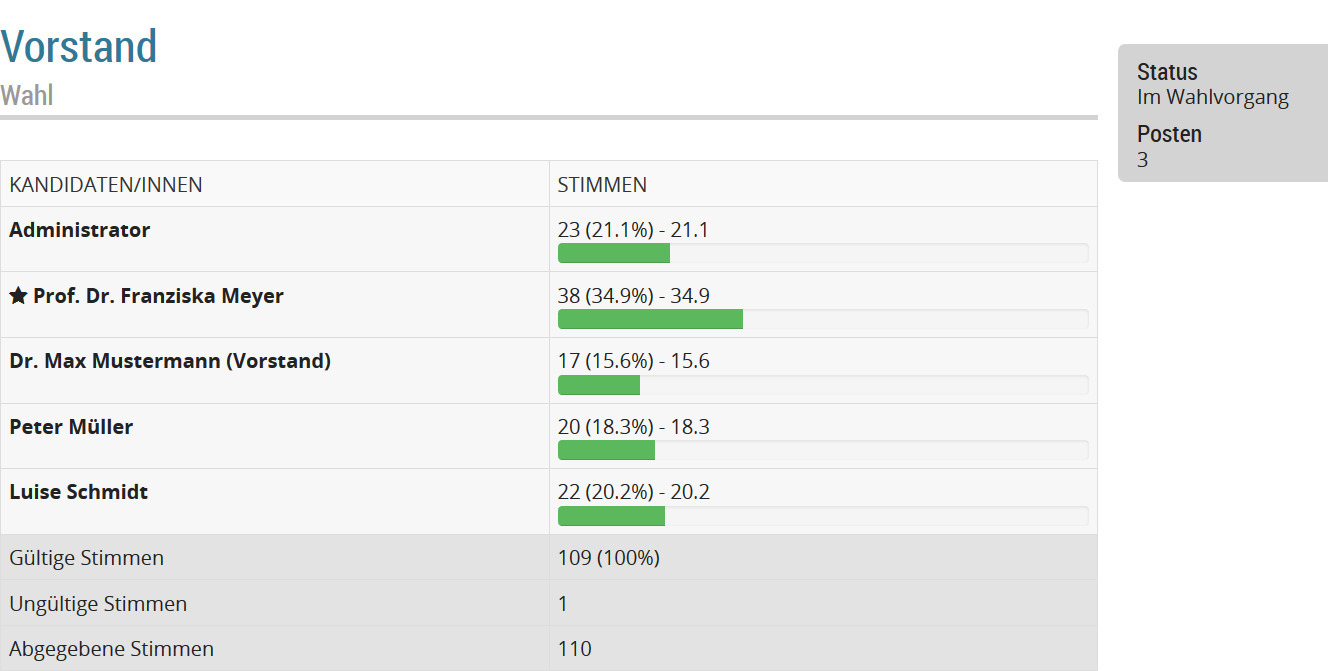 Vorstand
Wahl
Status
Im Wahlvorgang
Posten
3
KANDIDATEN/INNEN STIMMEN
Administrator 23 (21.1%) - 21.1
★ Prof. Dr. Franziska Meyer 38 (34.9%) - 34.9
Dr. Max Mustermann (Vorstand) 17 (15.6%) - 15.6
Peter Müller 20 (18.3%) - 18.3
Luise Schmidt 22 (20.2%) - 20.2
Gültige Stimmen 109 (100%)
Ungültige Stimmen 1
Abgegebene Stimmen 110